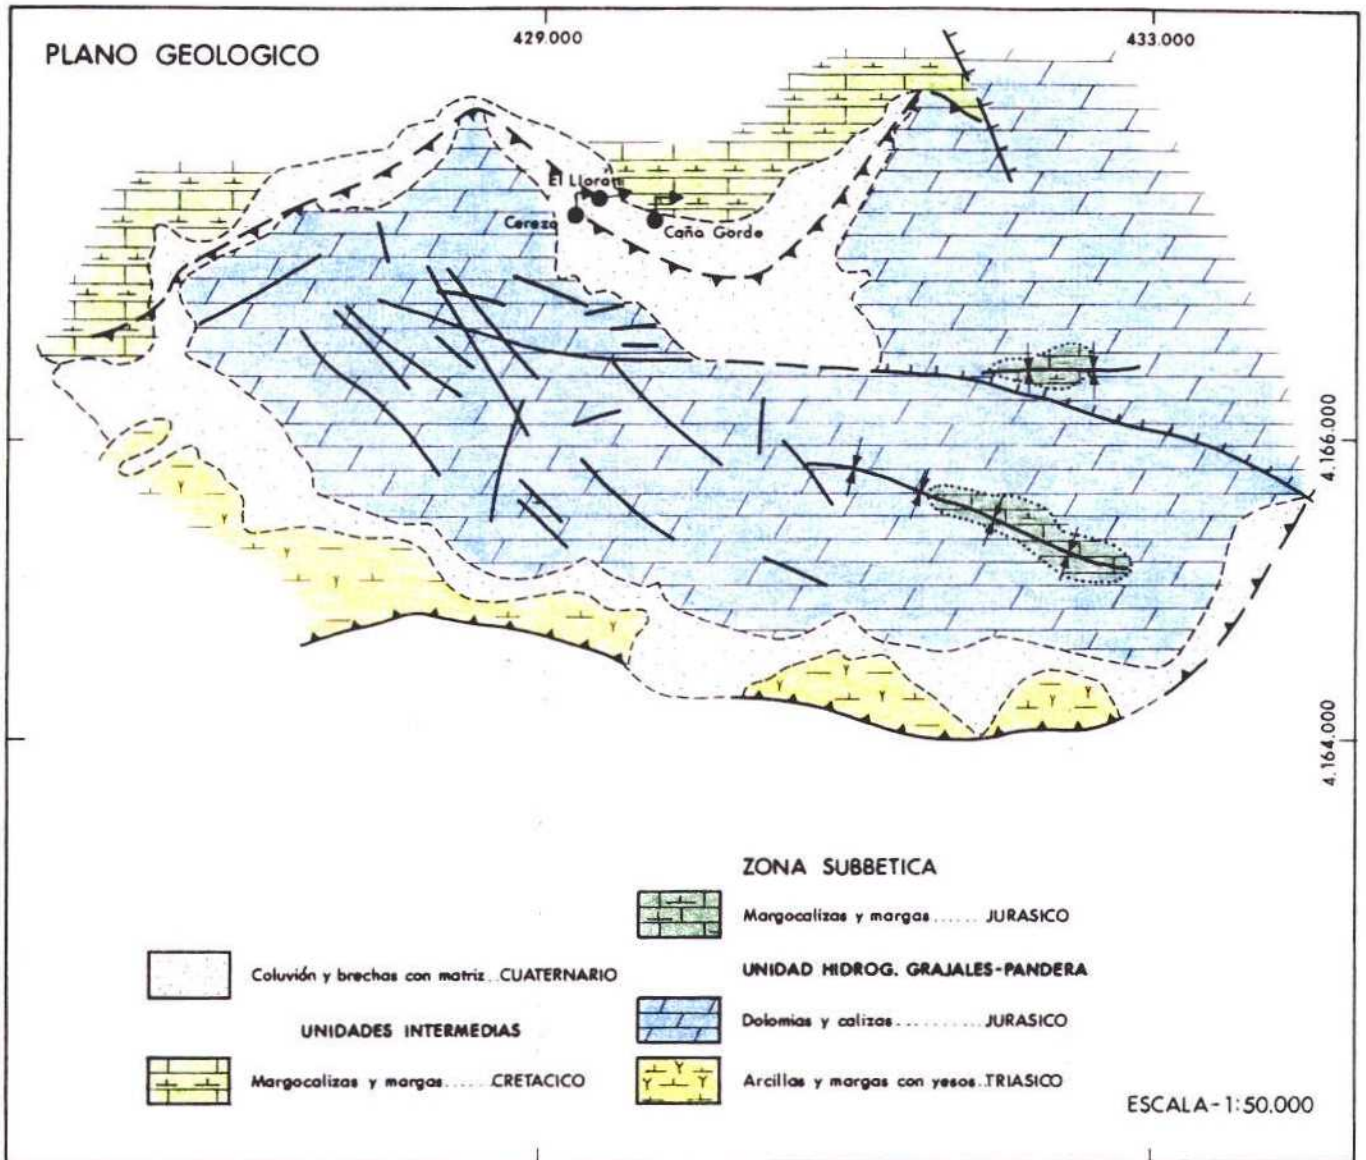 429.000
433.000
PLANO GEOLOGICO
El Lloron
Cerezo
Caña Gorde
4.166.000
4.164.000
ZONA SUBBETICA
Margocalizas y margas...... JURASICO
Coluvión y brechas con matriz..CUATERNARIO
UNIDAD HIDROG. GRAJALES-PANDERA
UNIDADES INTERMEDIAS
Dolomias y calizas..........JURASICO
Margocalizas y margas......CRETACICO
Arcillas y margas con yesos..TRIASICO
ESCALA-1:50.000